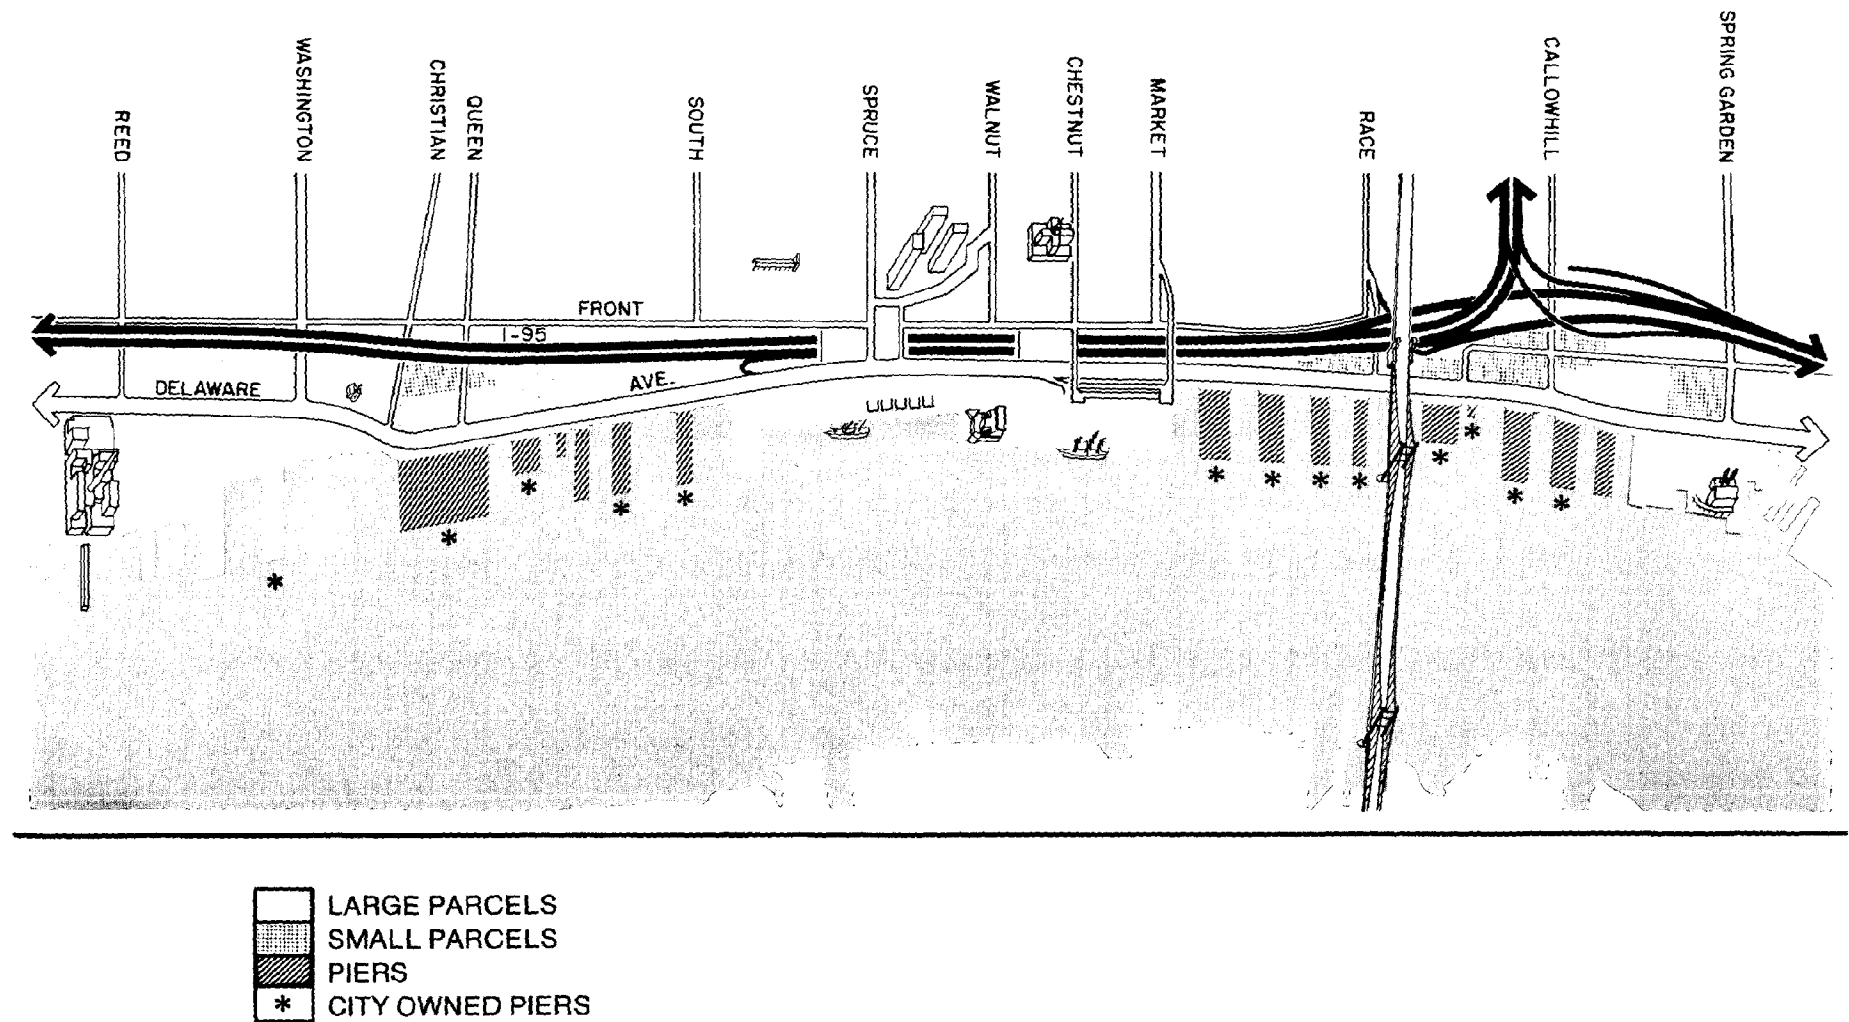 REED
WASHINGTON
CHRISTIAN
QUEEN
SOUTH
SPRUCE
WALNUT
CHESTNUT
MARKET
RACE
CALLOWHILL
SPRING GARDEN
FRONT
I-95
DELAWARE AVE.
* * * * * * * * * * * * * *
LARGE PARCELS
SMALL PARCELS
PIERS
* CITY OWNED PIERS